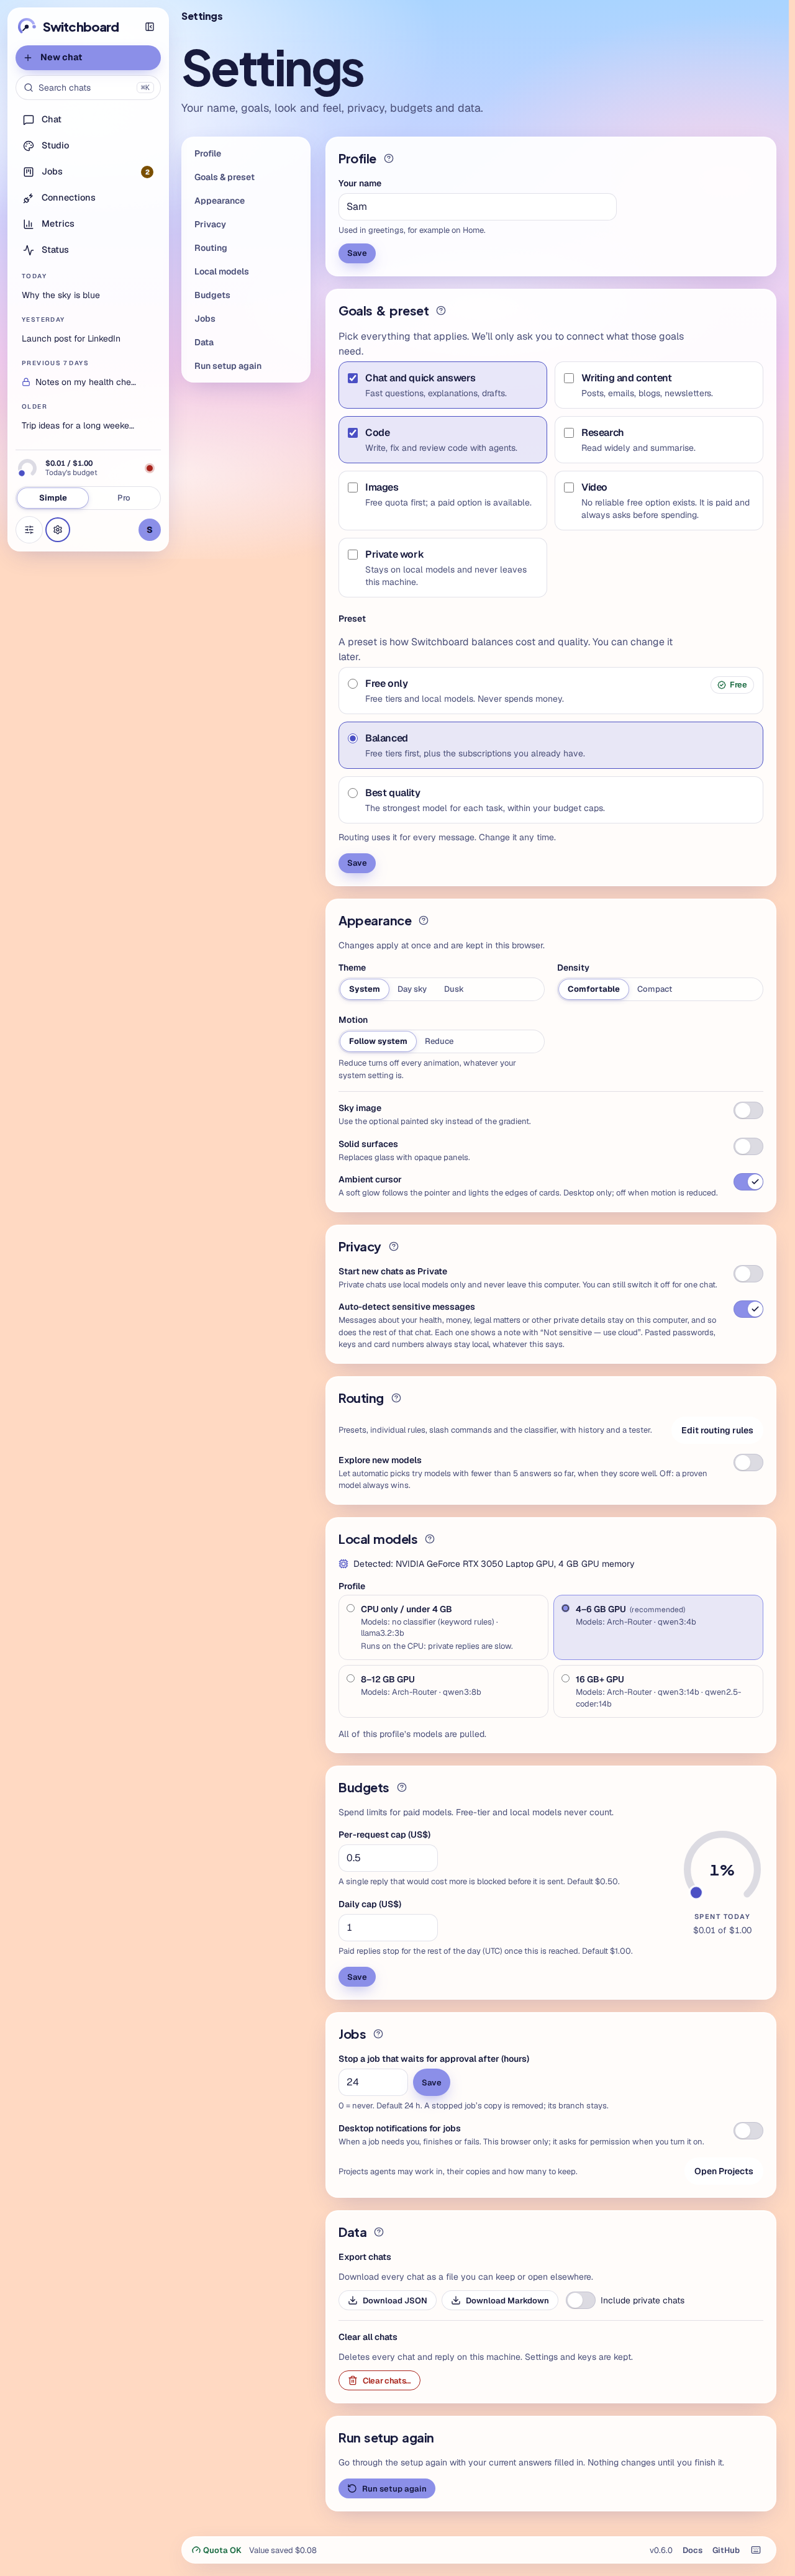 Switchboard
New chat
Search chats ⌘K
Chat
Studio
Jobs 2
Connections
Metrics
Status
TODAY
Why the sky is blue
YESTERDAY
Launch post for LinkedIn
PREVIOUS 7 DAYS
Notes on my health che…
OLDER
Trip ideas for a long weeke…
$0.01 / $1.00
Today's budget
Simple Pro
S
Settings
Settings
Your name, goals, look and feel, privacy, budgets and data.
Profile
Goals & preset
Appearance
Privacy
Routing
Local models
Budgets
Jobs
Data
Run setup again
Profile
Your name
Sam
Used in greetings, for example on Home.
Save
Goals & preset
Pick everything that applies. We'll only ask you to connect what those goals
need.
Chat and quick answers
Fast questions, explanations, drafts.
Writing and content
Posts, emails, blogs, newsletters.
Code
Write, fix and review code with agents.
Research
Read widely and summarise.
Images
Free quota first; a paid option is available.
Video
No reliable free option exists. It is paid and
always asks before spending.
Private work
Stays on local models and never leaves
this machine.
Preset
A preset is how Switchboard balances cost and quality. You can change it
later.
Free only
Free tiers and local models. Never spends money.
Free
Balanced
Free tiers first, plus the subscriptions you already have.
Best quality
The strongest model for each task, within your budget caps.
Routing uses it for every message. Change it any time.
Save
Appearance
Changes apply at once and are kept in this browser.
Theme
System Day sky Dusk
Density
Comfortable Compact
Motion
Follow system Reduce
Reduce turns off every animation, whatever your
system setting is.
Sky image
Use the optional painted sky instead of the gradient.
Solid surfaces
Replaces glass with opaque panels.
Ambient cursor
A soft glow follows the pointer and lights the edges of cards. Desktop only; off when motion is reduced.
Privacy
Start new chats as Private
Private chats use local models only and never leave this computer. You can still switch it off for one chat.
Auto-detect sensitive messages
Messages about your health, money, legal matters or other private details stay on this computer, and so
does the rest of that chat. Each one shows a note with “Not sensitive — use cloud”. Pasted passwords,
keys and card numbers always stay local, whatever this says.
Routing
Presets, individual rules, slash commands and the classifier, with history and a tester.
Edit routing rules
Explore new models
Let automatic picks try models with fewer than 5 answers so far, when they score well. Off: a proven
model always wins.
Local models
Detected: NVIDIA GeForce RTX 3050 Laptop GPU, 4 GB GPU memory
Profile
CPU only / under 4 GB
Models: no classifier (keyword rules) ·
llama3.2:3b
Runs on the CPU: private replies are slow.
4–6 GB GPU (recommended)
Models: Arch-Router · qwen3:4b
8–12 GB GPU
Models: Arch-Router · qwen3:8b
16 GB+ GPU
Models: Arch-Router · qwen3:14b · qwen2.5-
coder:14b
All of this profile's models are pulled.
Budgets
Spend limits for paid models. Free-tier and local models never count.
Per-request cap (US$)
0.5
A single reply that would cost more is blocked before it is sent. Default $0.50.
Daily cap (US$)
1
Paid replies stop for the rest of the day (UTC) once this is reached. Default $1.00.
Save
1%
SPENT TODAY
$0.01 of $1.00
Jobs
Stop a job that waits for approval after (hours)
24 Save
0 = never. Default 24 h. A stopped job's copy is removed; its branch stays.
Desktop notifications for jobs
When a job needs you, finishes or fails. This browser only; it asks for permission when you turn it on.
Projects agents may work in, their copies and how many to keep.
Open Projects
Data
Export chats
Download every chat as a file you can keep or open elsewhere.
Download JSON Download Markdown Include private chats
Clear all chats
Deletes every chat and reply on this machine. Settings and keys are kept.
Clear chats…
Run setup again
Go through the setup again with your current answers filled in. Nothing changes until you finish it.
Run setup again
Quota OK Value saved $0.08 v0.6.0 Docs GitHub